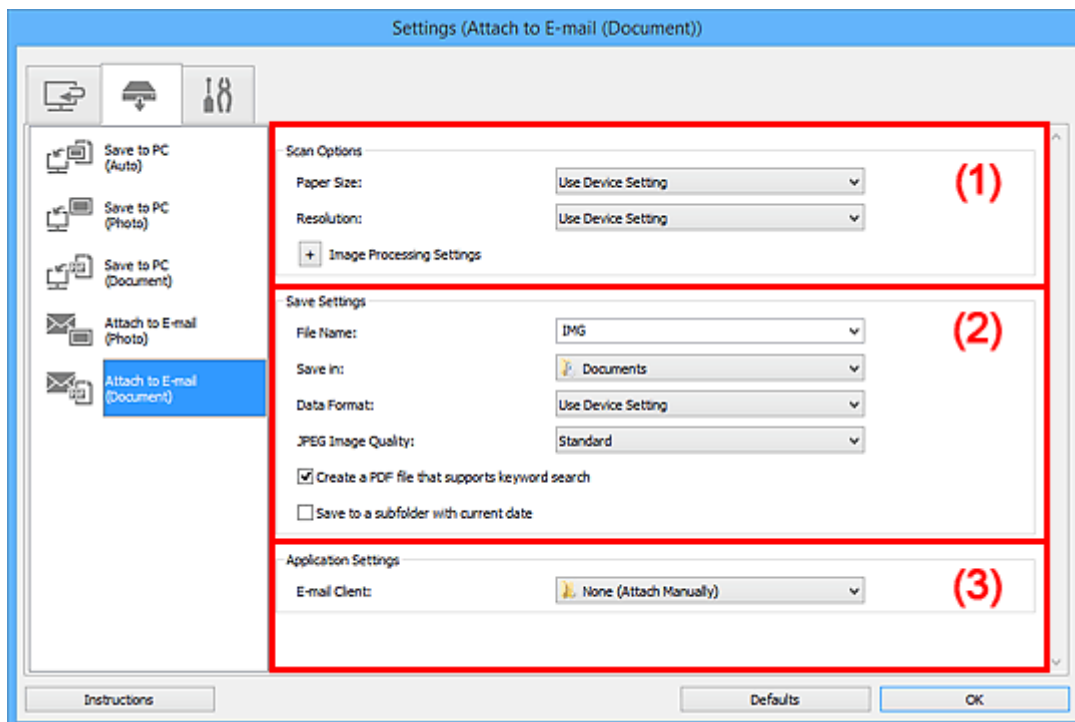 Settings (Attach to E-mail (Document))
Save to PC
(Auto)
Save to PC
(Photo)
Save to PC
(Document)
Attach to E-mail
(Photo)
Attach to E-mail
(Document)
Scan Options
(1)
Paper Size: Use Device Setting
Resolution: Use Device Setting
+ Image Processing Settings
Save Settings
(2)
File Name: IMG
Save in: Documents
Data Format: Use Device Setting
JPEG Image Quality: Standard
Create a PDF file that supports keyword search
Save to a subfolder with current date
Application Settings
(3)
E-mail Client: None (Attach Manually)
Instructions Defaults OK